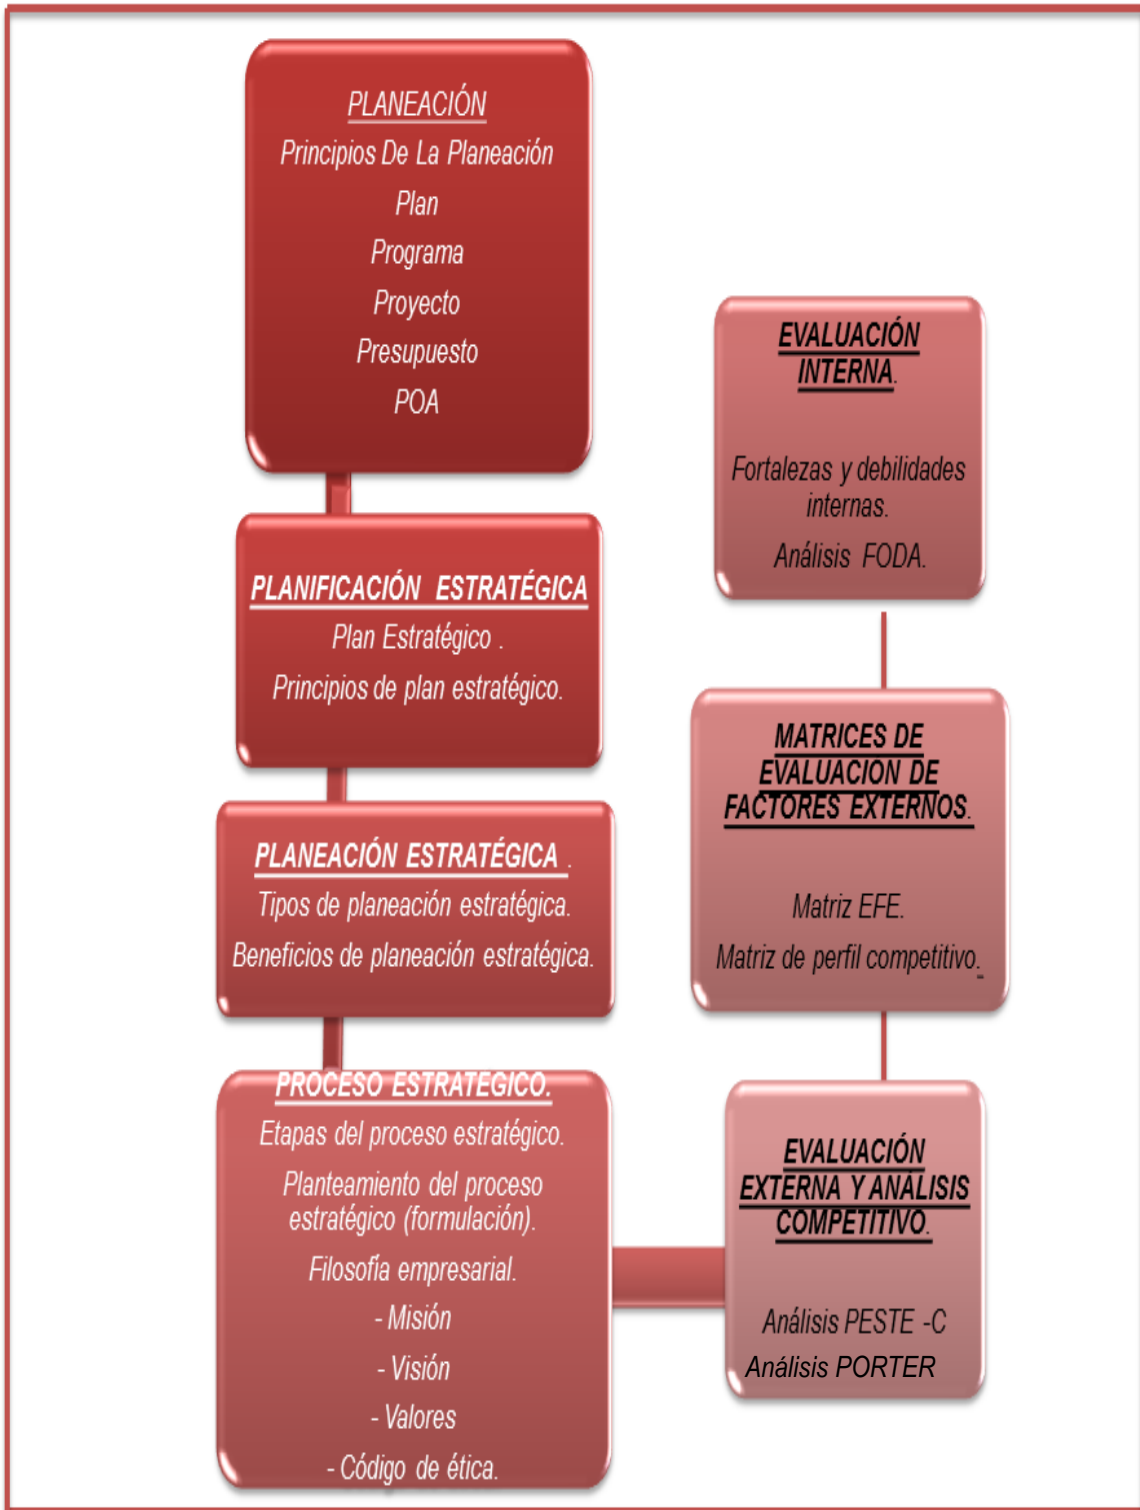 PLANEACIÓN
Principios De La Planeación
Plan
Programa
Proyecto
Presupuesto
POA
PLANIFICACIÓN ESTRATÉGICA
Plan Estratégico .
Principios de plan estratégico.
PLANEACIÓN ESTRATÉGICA .
Tipos de planeación estratégica.
Beneficios de planeación estratégica.
PROCESO ESTRATEGICO.
Etapas del proceso estratégico.
Planteamiento del proceso
estratégico (formulación).
Filosofía empresarial.
- Misión
- Visión
- Valores
- Código de ética.
EVALUACIÓN
EXTERNA Y ANÁLISIS
COMPETITIVO.
Análisis PESTE -C
Análisis PORTER
MATRICES DE
EVALUACION DE
FACTORES EXTERNOS.
Matriz EFE.
Matriz de perfil competitivo.
EVALUACIÓN
INTERNA.
Fortalezas y debilidades
internas.
Análisis FODA.